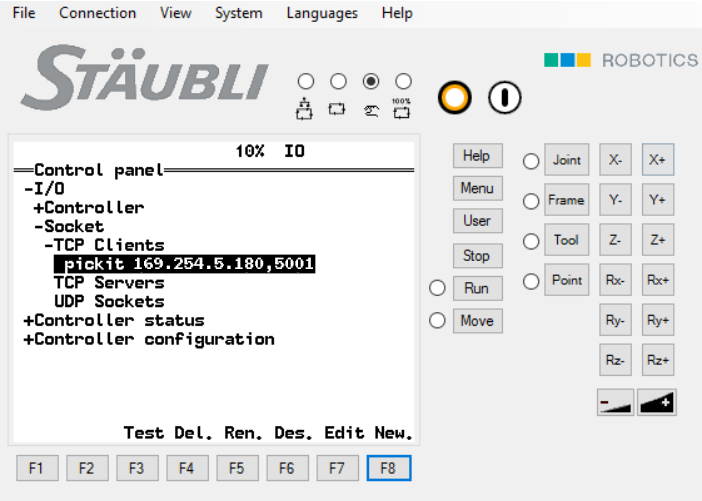 File Connection View System Languages Help
STÄUBLI
ROBOTICS
100%
10% IO
Control panel
-I/O
+Controller
-Socket
-TCP Clients
pickit 169.254.5.180,5001
TCP Servers
UDP Sockets
+Controller status
+Controller configuration
Test Del. Ren. Des. Edit New.
F1 F2 F3 F4 F5 F6 F7 F8
Help
Menu
User
Stop
Run
Move
Joint X- X+
Frame Y- Y+
Tool Z- Z+
Point Rx- Rx+
Ry- Ry+
Rz- Rz+
- +